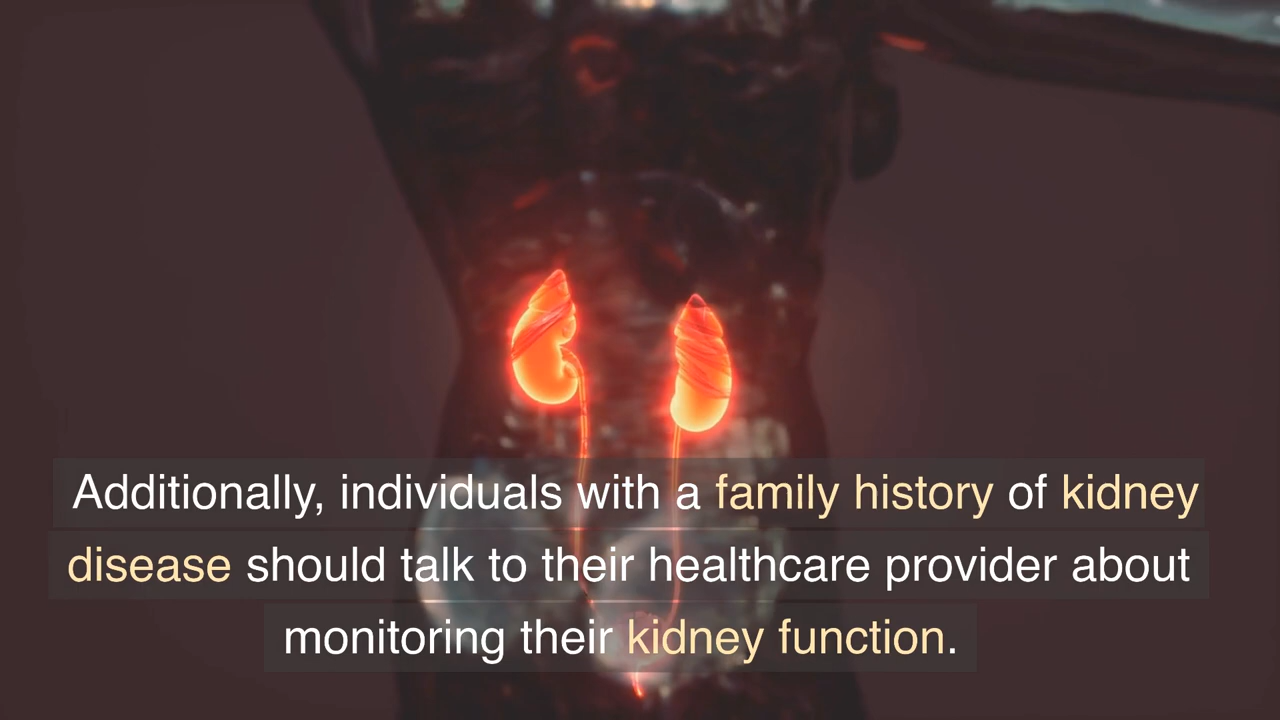 Additionally, individuals with a family history of kidney
disease should talk to their healthcare provider about
monitoring their kidney function.